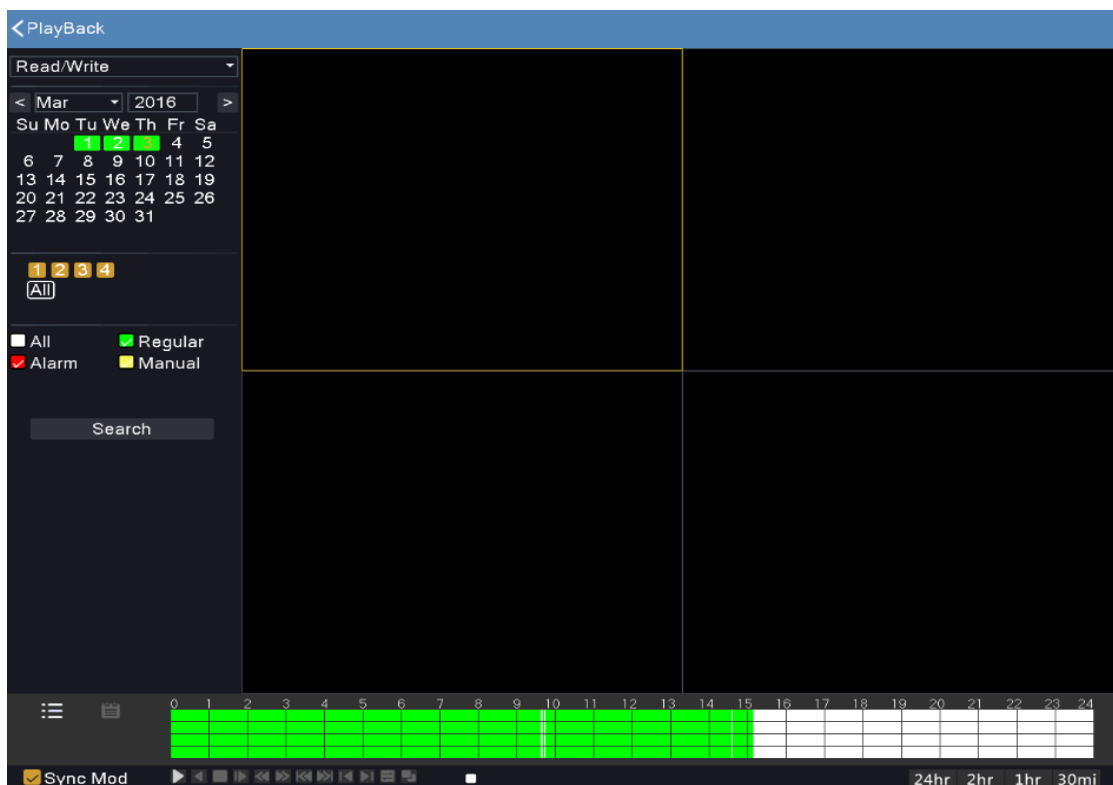 PlayBack
Read/Write
< Mar 2016 >
Su Mo Tu We Th Fr Sa
1 2 3 4 5
6 7 8 9 10 11 12
13 14 15 16 17 18 19
20 21 22 23 24 25 26
27 28 29 30 31
1 2 3 4
All
All Regular
Alarm Manual
Search
0 1 2 3 4 5 6 7 8 9 10 11 12 13 14 15 16 17 18 19 20 21 22 23 24
Sync Mod 24hr 2hr 1hr 30mi